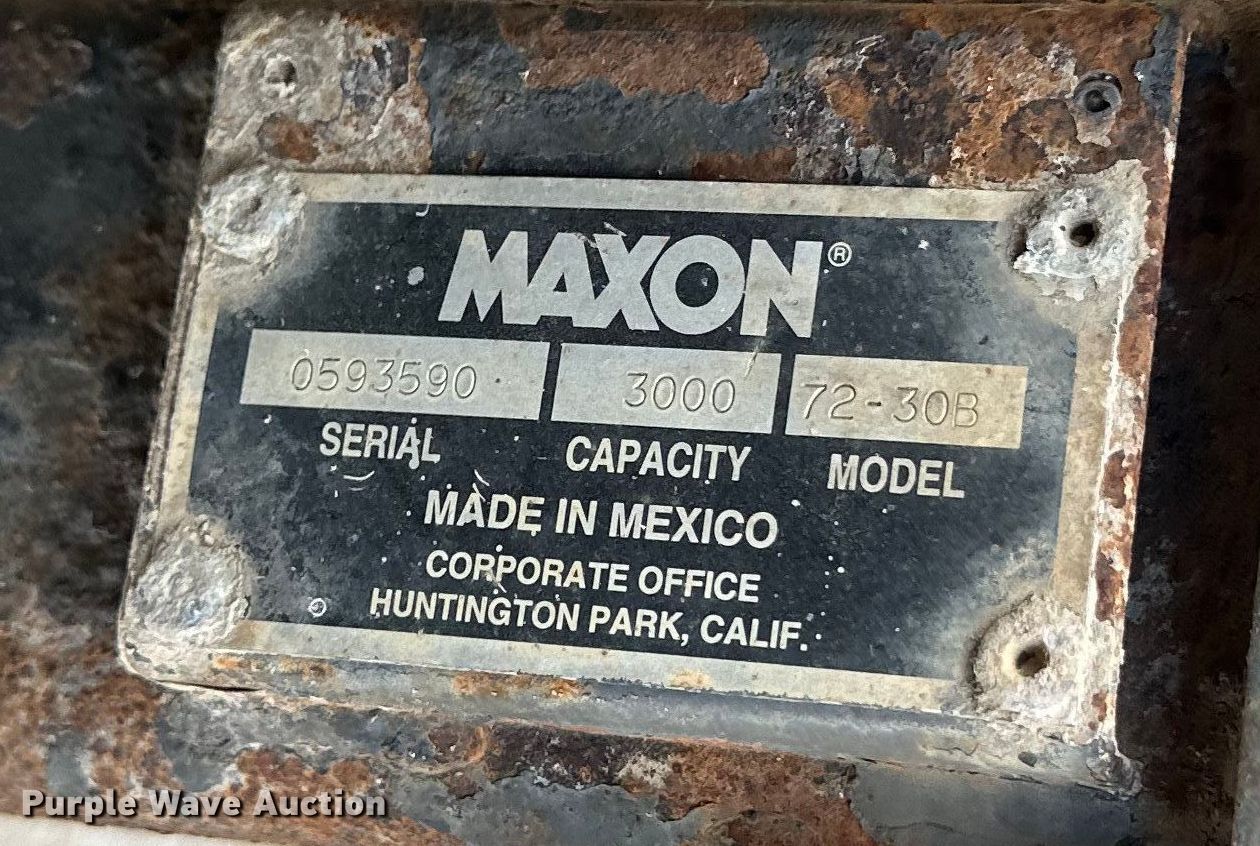 MAXON®
0593590 3000 72-30B
SERIAL CAPACITY MODEL
MADE IN MEXICO
CORPORATE OFFICE
HUNTINGTON PARK, CALIF.
Purple Wave Auction